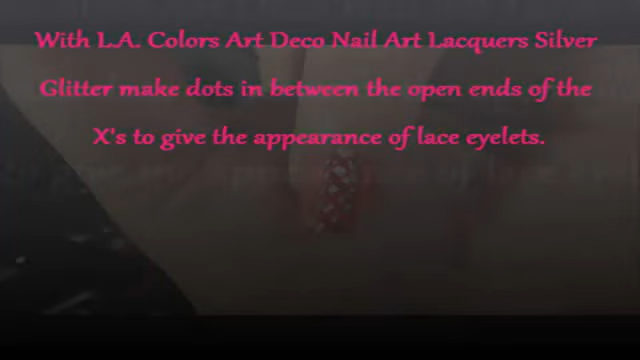 With L.A. Colors Art Deco Nail Art Lacquers Silver
Glitter make dots in between the open ends of the
X's to give the appearance of lace eyelets.